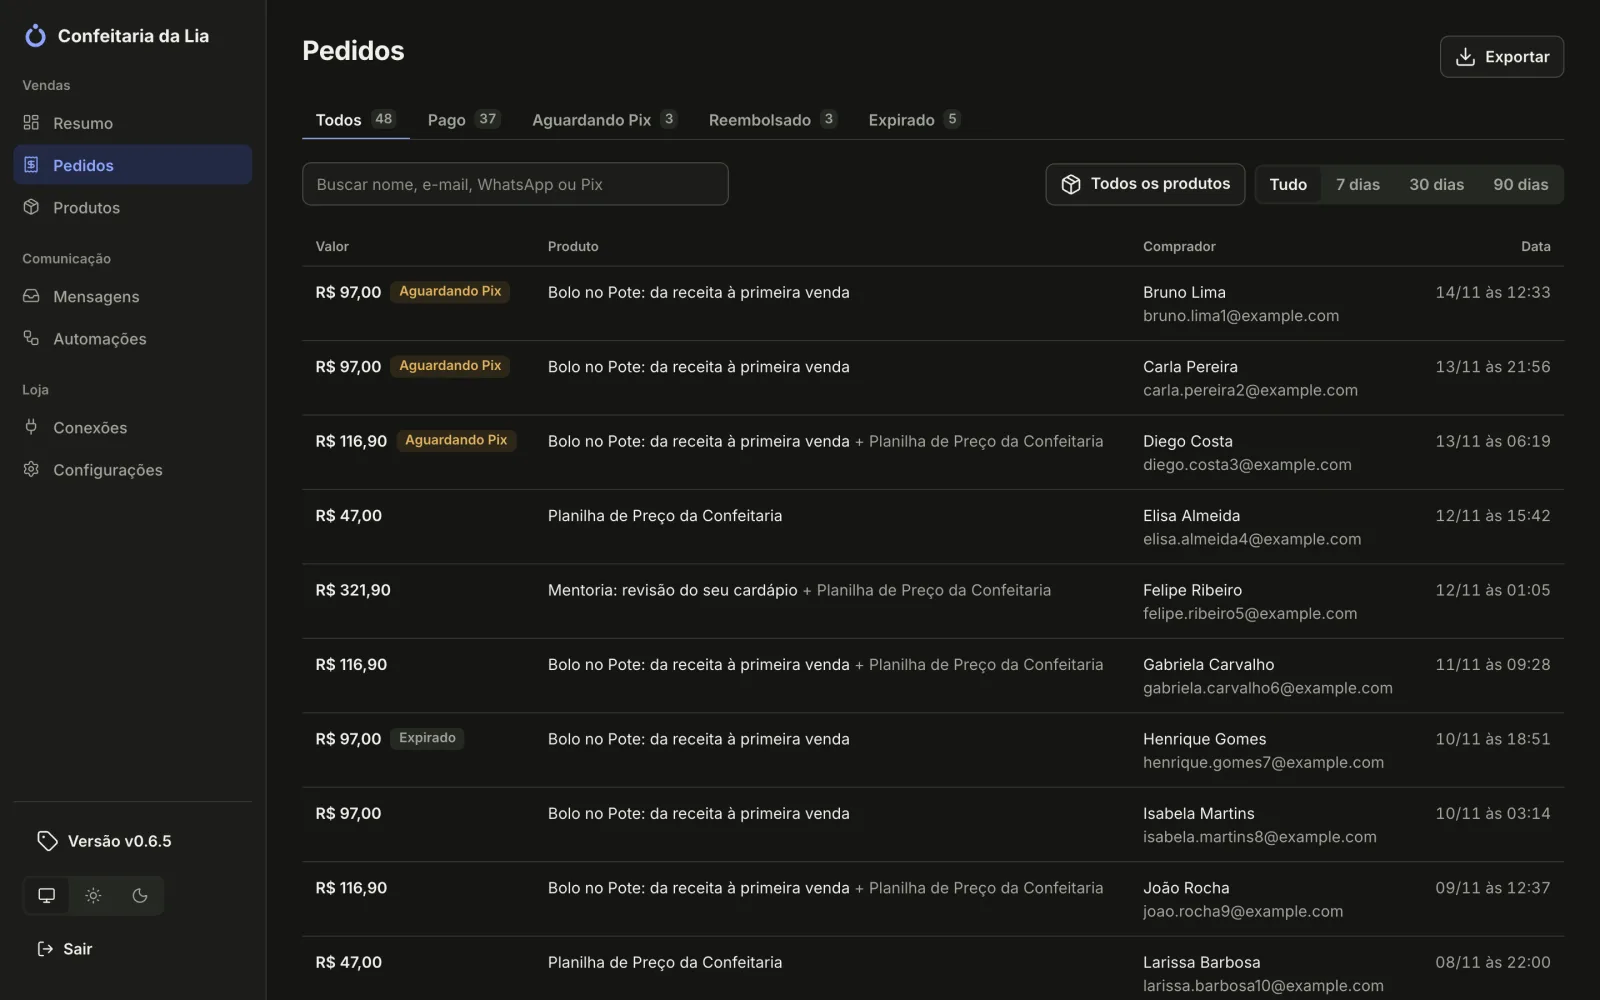 Confeitaria da Lia
Vendas
Resumo
Pedidos
Produtos
Comunicação
Mensagens
Automações
Loja
Conexões
Configurações
Versão v0.6.5
Sair
Pedidos
Exportar
Todos 48 Pago 37 Aguardando Pix 3 Reembolsado 3 Expirado 5
Buscar nome, e-mail, WhatsApp ou Pix
Todos os produtos
Tudo 7 dias 30 dias 90 dias
Valor Produto Comprador Data
R$ 97,00 Aguardando Pix Bolo no Pote: da receita à primeira venda Bruno Lima 14/11 às 12:33
bruno.lima1@example.com
R$ 97,00 Aguardando Pix Bolo no Pote: da receita à primeira venda Carla Pereira 13/11 às 21:56
carla.pereira2@example.com
R$ 116,90 Aguardando Pix Bolo no Pote: da receita à primeira venda + Planilha de Preço da Confeitaria Diego Costa 13/11 às 06:19
diego.costa3@example.com
R$ 47,00 Planilha de Preço da Confeitaria Elisa Almeida 12/11 às 15:42
elisa.almeida4@example.com
R$ 321,90 Mentoria: revisão do seu cardápio + Planilha de Preço da Confeitaria Felipe Ribeiro 12/11 às 01:05
felipe.ribeiro5@example.com
R$ 116,90 Bolo no Pote: da receita à primeira venda + Planilha de Preço da Confeitaria Gabriela Carvalho 11/11 às 09:28
gabriela.carvalho6@example.com
R$ 97,00 Expirado Bolo no Pote: da receita à primeira venda Henrique Gomes 10/11 às 18:51
henrique.gomes7@example.com
R$ 97,00 Bolo no Pote: da receita à primeira venda Isabela Martins 10/11 às 03:14
isabela.martins8@example.com
R$ 116,90 Bolo no Pote: da receita à primeira venda + Planilha de Preço da Confeitaria João Rocha 09/11 às 12:37
joao.rocha9@example.com
R$ 47,00 Planilha de Preço da Confeitaria Larissa Barbosa 08/11 às 22:00
larissa.barbosa10@example.com